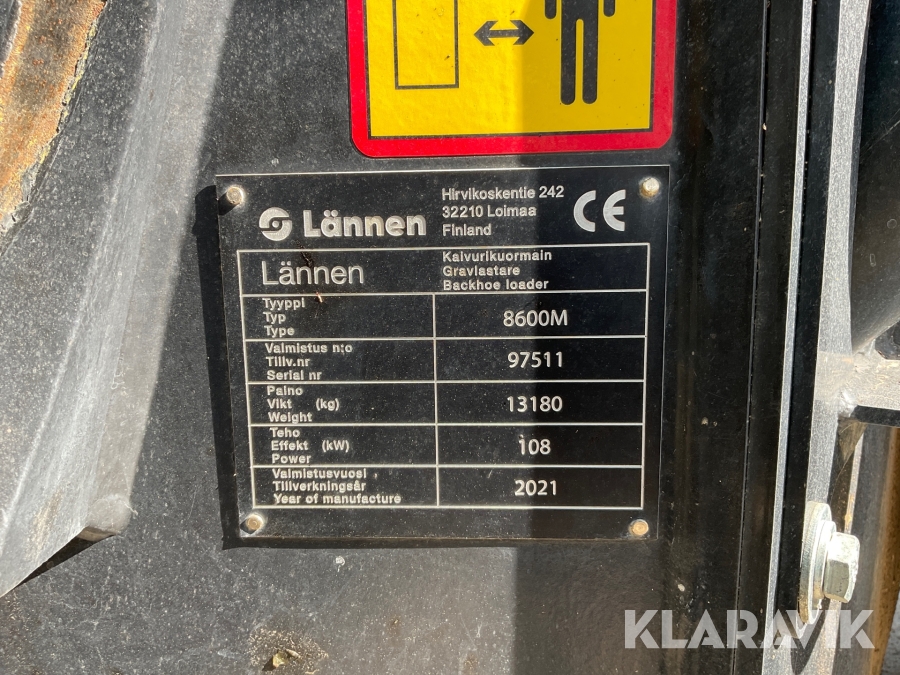 Lännen
Hirvikoskentie 242
32210 Loimaa
Finland
CE
Lännen
Kaivurikuormain
Grävlastare
Backhoe loader
Tyyppi
Typ
Type
8600M
Valmistus n:o
Tillv.nr
Serial nr
97511
Paino
Vikt (kg)
Weight
13180
Teho
Effekt (kW)
Power
108
Valmistusvuosi
Tillverkningsår
Year of manufacture
2021
KLARAVIK